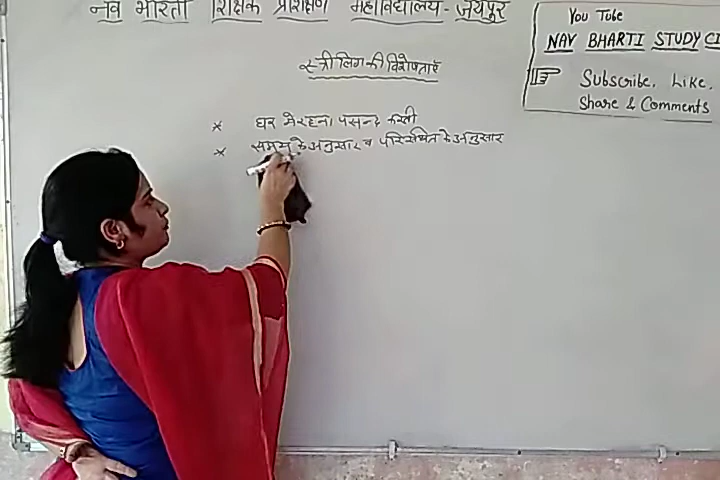 नव भारती शिक्षक प्रशिक्षण महाविद्यालय- जयपुर
You Tobe
NAV BHARTI STUDY
Subscribe, Like,
Share & Comments
स्त्री लिंग की विशेषताएँ
* घर मे रहना पसन्द करती
* समय के अनुसार व परिस्थिति के अनुसार